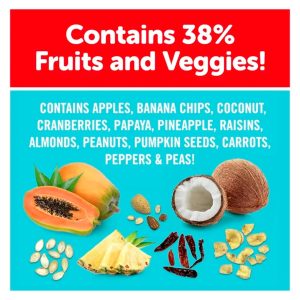 Contains 38%
Fruits and Veggies!
CONTAINS APPLES, BANANA CHIPS, COCONUT,
CRANBERRIES, PAPAYA, PINEAPPLE, RAISINS,
ALMONDS, PEANUTS, PUMPKIN SEEDS, CARROTS,
PEPPERS & PEAS!